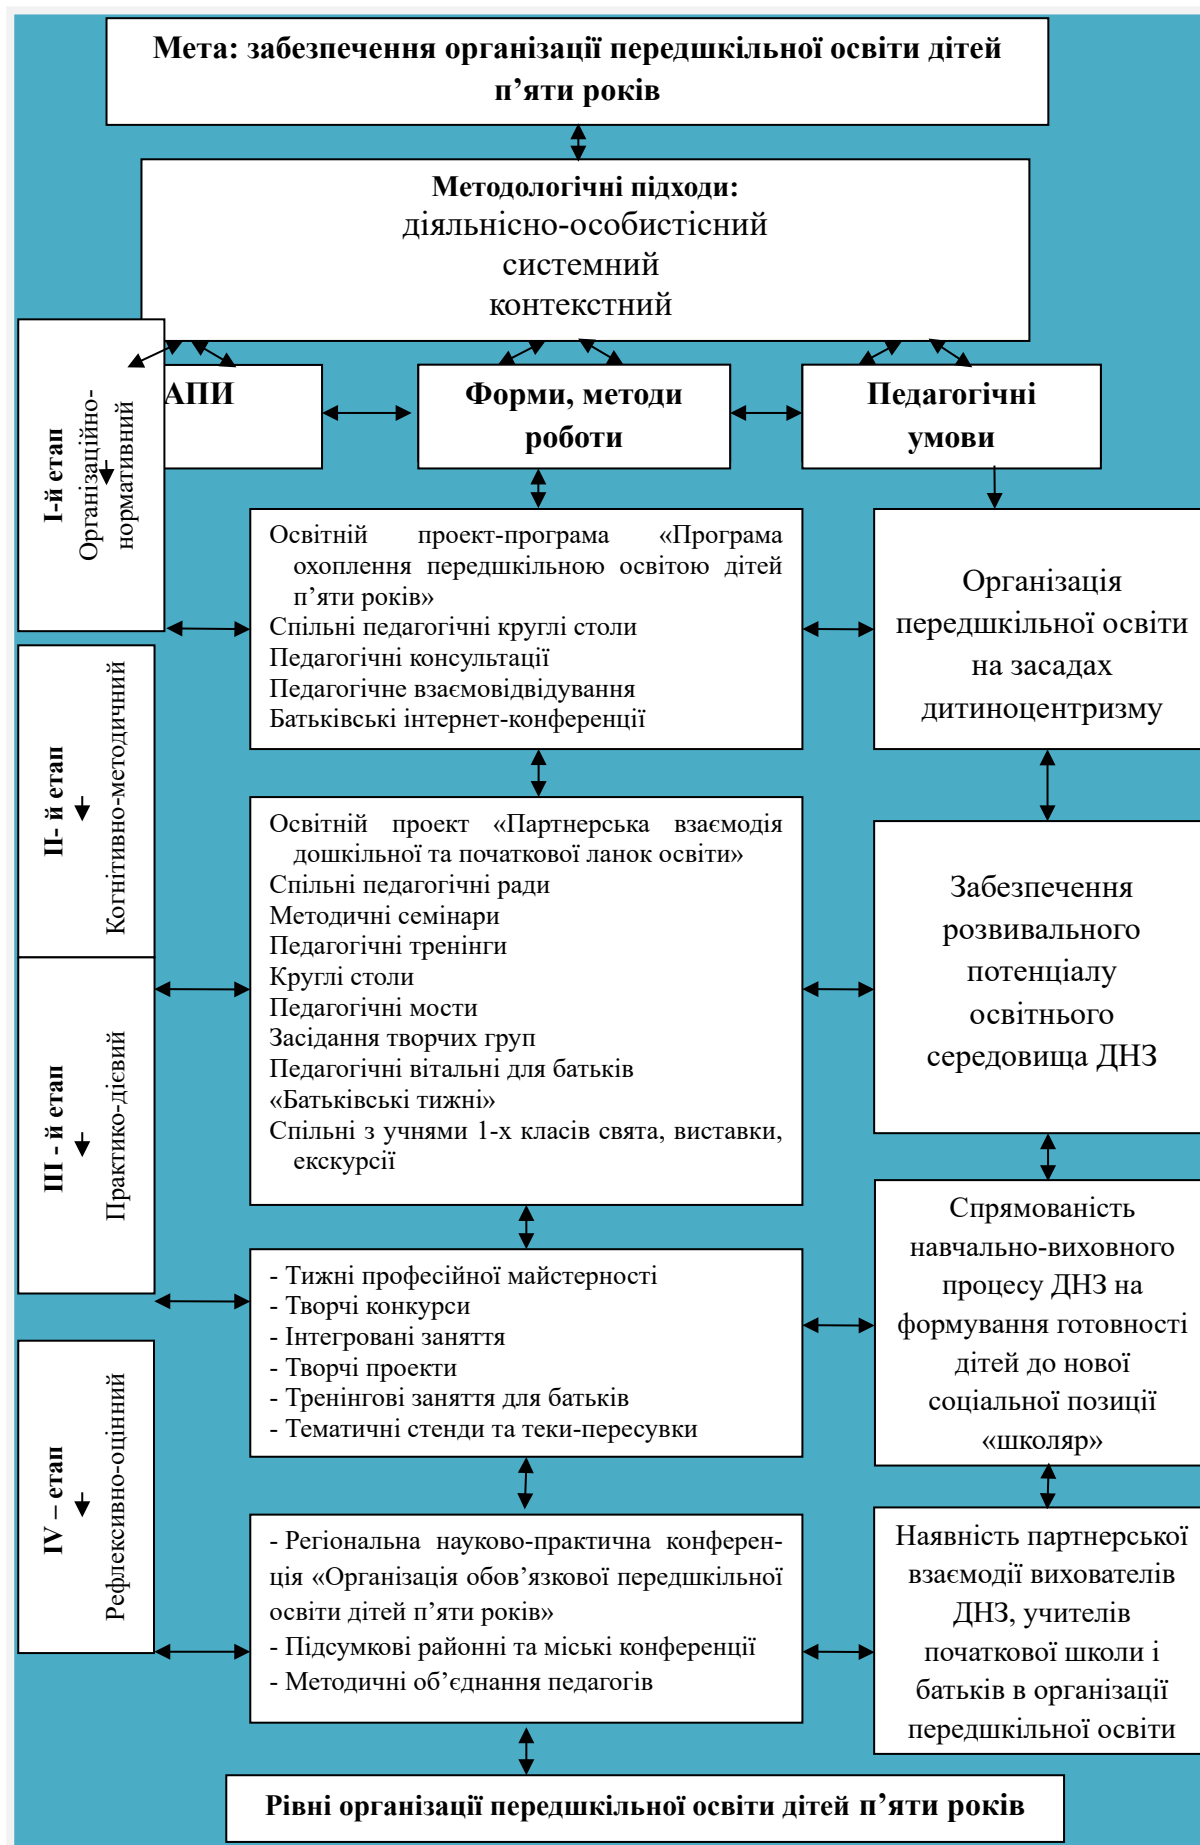 Мета: забезпечення організації передшкільної освіти дітей
п’яти років
Методологічні підходи:
діяльнісно-особистісний
системний
контекстний
АПИ
Форми, методи
роботи
Педагогічні
умови
І-й етап
Організаційно-
нормативний
Освітній проект-програма «Програма
охоплення передшкільною освітою дітей
п’яти років»
Спільні педагогічні круглі столи
Педагогічні консультації
Педагогічне взаємовідвідування
Батьківські інтернет-конференції
Організація
передшкільної освіти
на засадах
дитиноцентризму
ІІ- й етап
Когнітивно-методичний
Освітній проект «Партнерська взаємодія
дошкільної та початкової ланок освіти»
Спільні педагогічні ради
Методичні семінари
Педагогічні тренінги
Круглі столи
Педагогічні мости
Засідання творчих груп
Педагогічні вітальні для батьків
«Батьківські тижні»
Спільні з учнями 1-х класів свята, виставки,
екскурсії
Забезпечення
розвивального
потенціалу
освітнього
середовища ДНЗ
ІІІ - й етап
Практико-дієвий
- Тижні професійної майстерності
- Творчі конкурси
- Інтегровані заняття
- Творчі проекти
- Тренінгові заняття для батьків
- Тематичні стенди та теки-пересувки
Спрямованість
навчально-виховного
процесу ДНЗ на
формування готовності
дітей до нової
соціальної позиції
«школяр»
IV – етап
Рефлексивно-оцінний
- Регіональна науково-практична конферен-
ція «Організація обов’язкової передшкільної
освіти дітей п’яти років»
- Підсумкові районні та міські конференції
- Методичні об’єднання педагогів
Наявність партнерської
взаємодії вихователів
ДНЗ, учителів
початкової школи і
батьків в організації
передшкільної освіти
Рівні організації передшкільної освіти дітей п’яти років